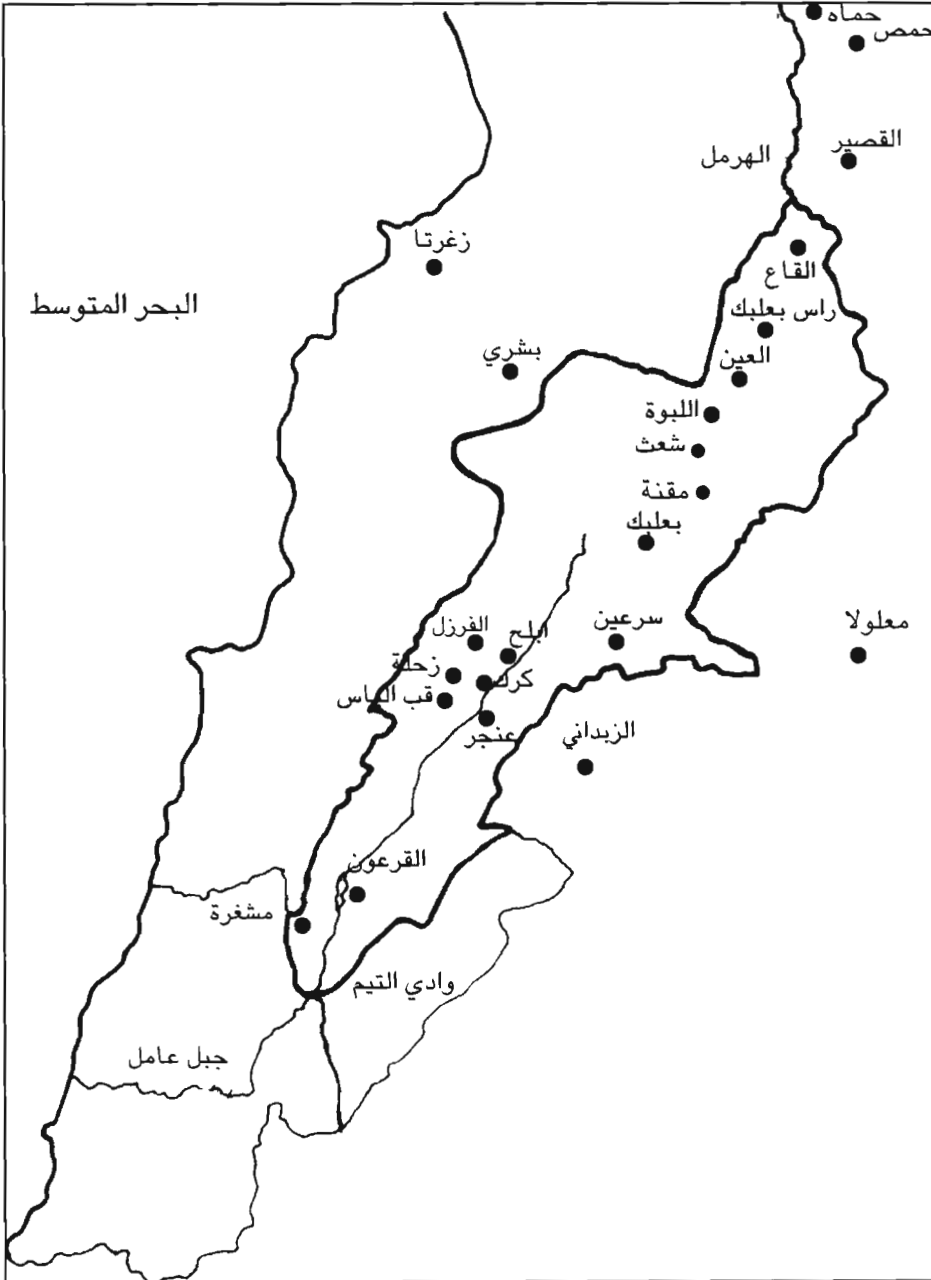 حماه
حمص
القصير
الهرمل
زغرتا
القاع
البحر المتوسط
راس بعلبك
بشري
العين
اللبوة
شعث
مقنة
بعلبك
معلولا
سرعين
الفرزل
ابلح
زحلة
كرك
قب الياس
عنجر
الزبداني
القرعون
مشغرة
وادي التيم
جبل عامل